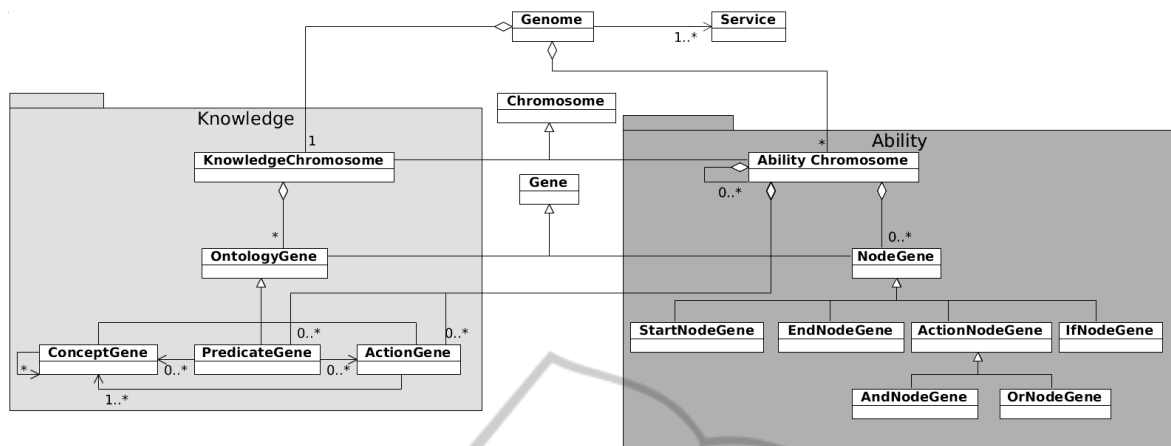 Genome
Service
1..*
Chromosome
Knowledge
Ability
1
*
KnowledgeChromosome
Ability Chromosome
Gene
0..*
*
0..*
OntologyGene
NodeGene
0..*
0..*
StartNodeGene
EndNodeGene
ActionNodeGene
IfNodeGene
ConceptGene
PredicateGene
ActionGene
*
0..*
0..*
1..*
AndNodeGene
OrNodeGene